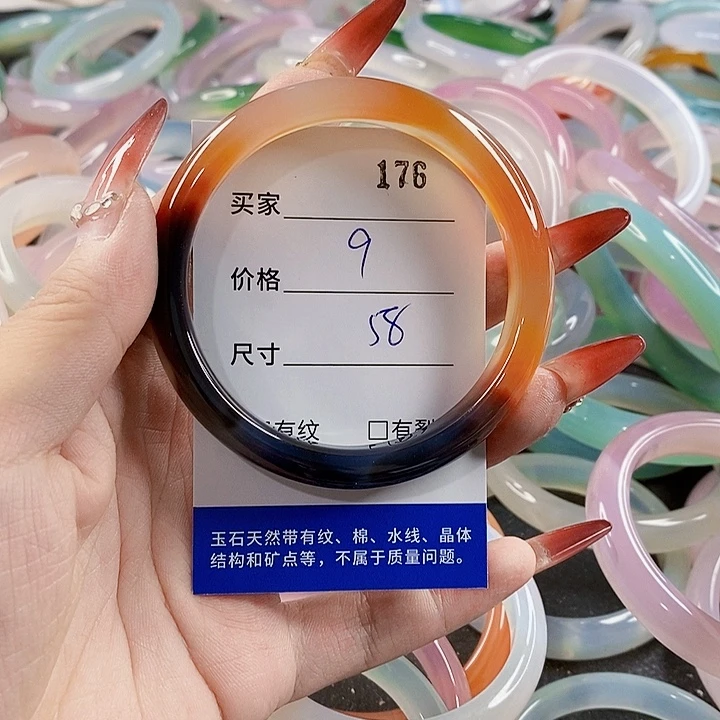 176
买家
价格 9
尺寸 58
有纹 □有裂
玉石天然带有纹、棉、水线、晶体
结构和矿点等，不属于质量问题。